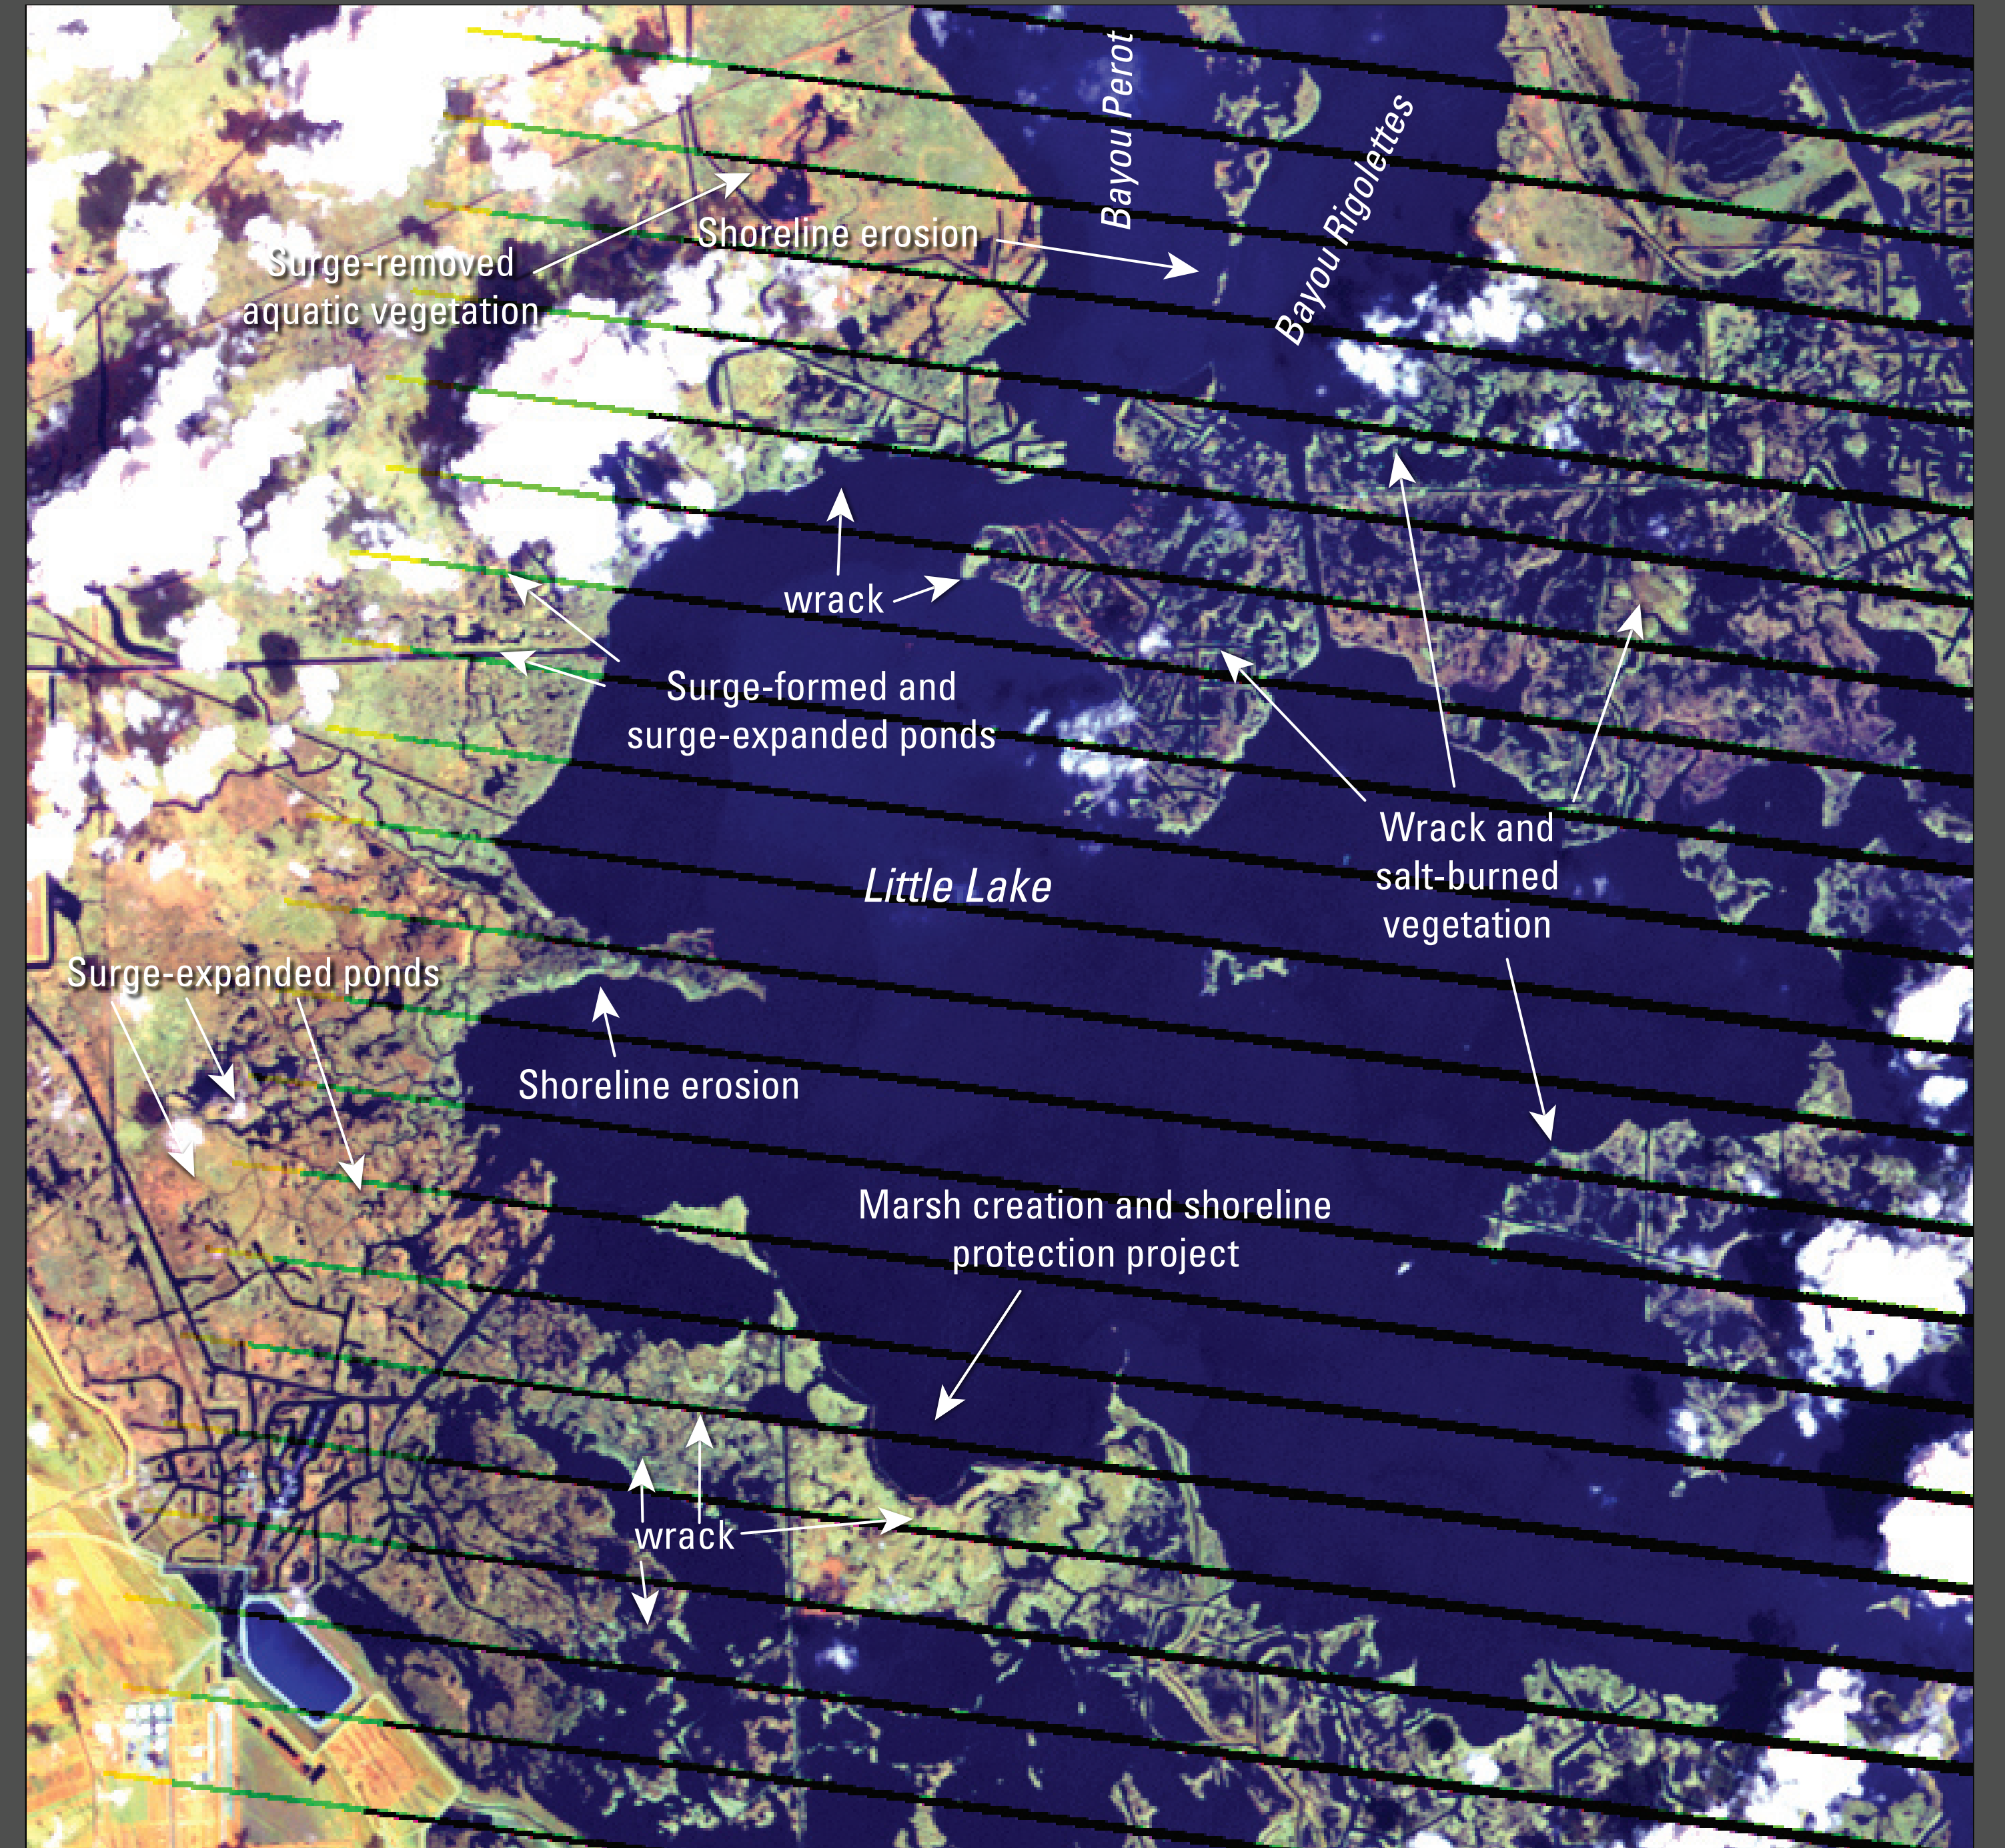 Bayou Perot
Bayou Rigolettes
Shoreline erosion
Surge-removed
aquatic vegetation
wrack
Surge-formed and
surge-expanded ponds
Wrack and
salt-burned
vegetation
Little Lake
Surge-expanded ponds
Shoreline erosion
Marsh creation and shoreline
protection project
wrack